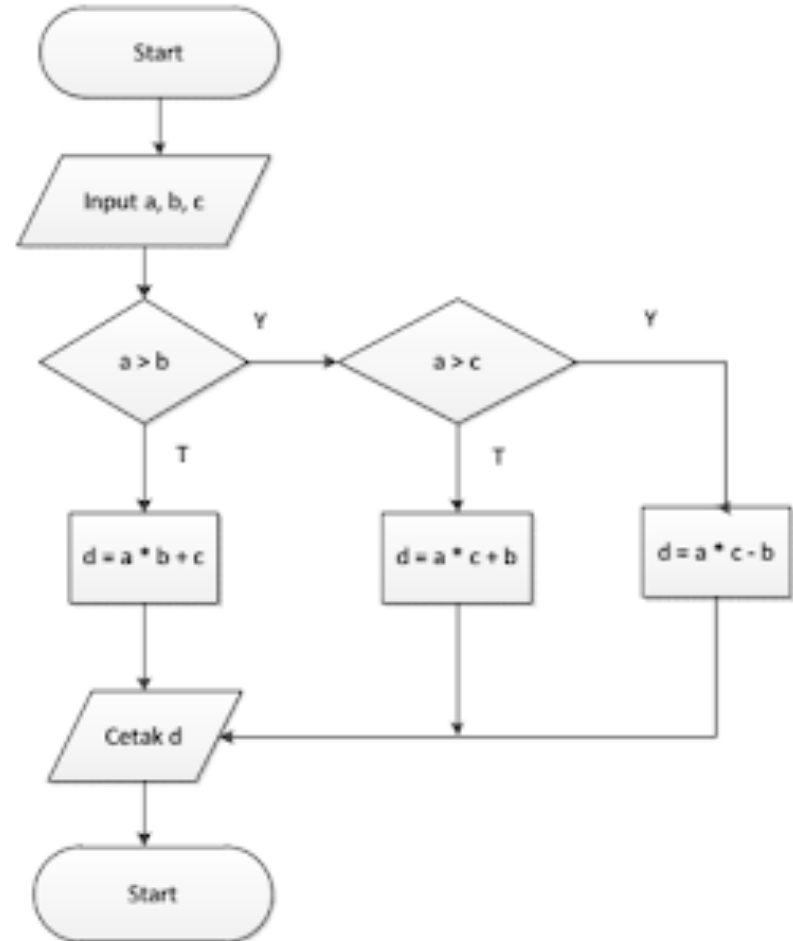 Start
Input a, b, c
a > b
Y
a > c
Y
T
T
d = a * b + c
d = a * c + b
d = a * c - b
Cetak d
Start